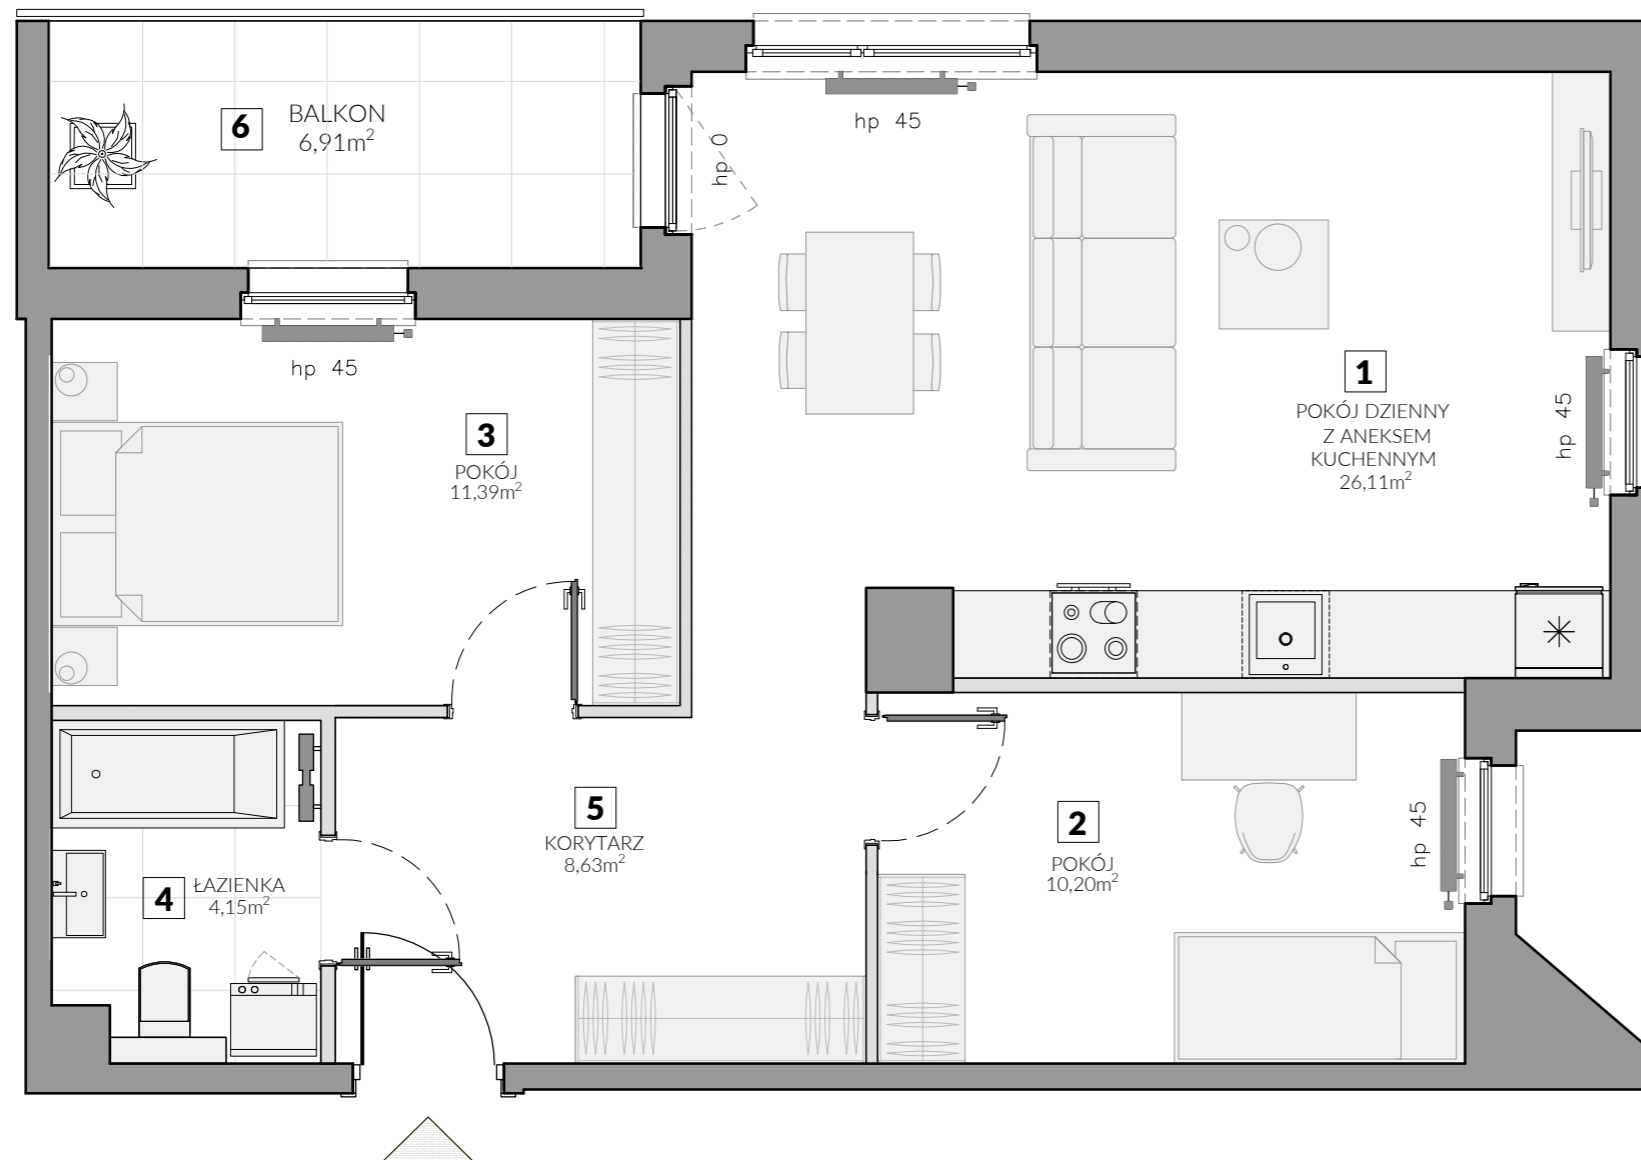 6
BALKON
6,91m²
hp 0
hp 45
hp 45
3
POKÓJ
11,39m²
1
POKÓJ DZIENNY
Z ANEKSEM
KUCHENNYM
26,11m²
hp 45
5
KORYTARZ
8,63m²
2
POKÓJ
10,20m²
hp 45
4
ŁAZIENKA
4,15m²